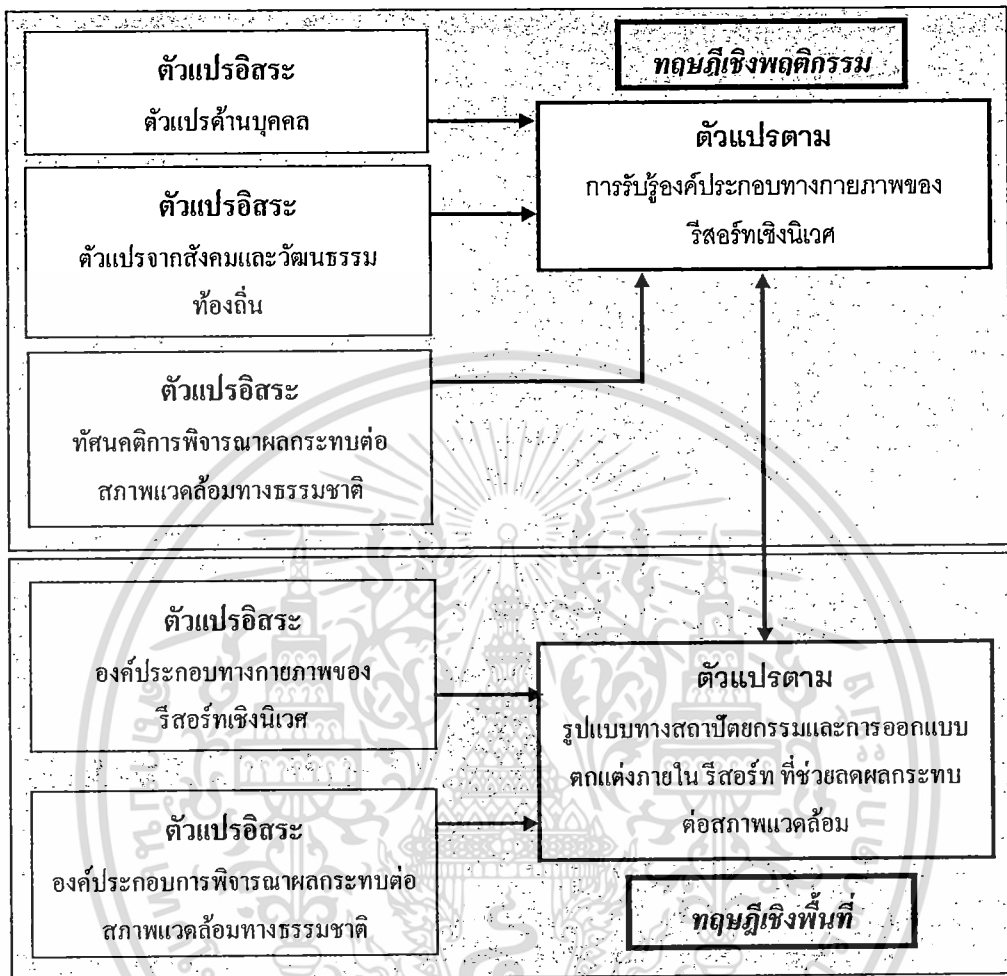 ตัวแปรอิสระ
ตัวแปรด้านบุคคล
ทฤษฎีเชิงพฤติกรรม
ตัวแปรตาม
การรับรู้องค์ประกอบทางกายภาพของ
รีสอร์ทเชิงนิเวศ
ตัวแปรอิสระ
ตัวแปรจากสังคมและวัฒนธรรม
ท้องถิ่น
ตัวแปรอิสระ
ทัศนคติการพิจารณาผลกระทบต่อ
สภาพแวดล้อมทางธรรมชาติ
ตัวแปรอิสระ
องค์ประกอบทางกายภาพของ
รีสอร์ทเชิงนิเวศ
ตัวแปรตาม
รูปแบบทางสถาปัตยกรรมและการออกแบบ
ตกแต่งภายใน รีสอร์ท ที่ช่วยลดผลกระทบ
ต่อสภาพแวดล้อม
ตัวแปรอิสระ
องค์ประกอบการพิจารณาผลกระทบต่อ
สภาพแวดล้อมทางธรรมชาติ
ทฤษฎีเชิงพื้นที่